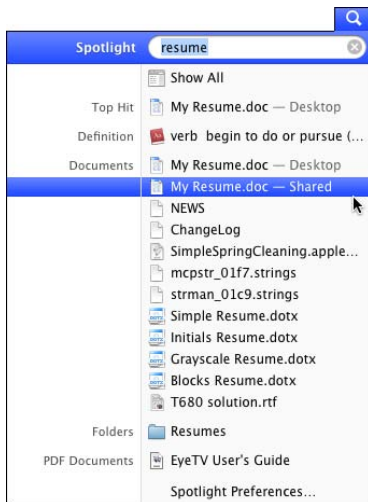 Spotlight resume
Show All
Top Hit My Resume.doc — Desktop
Definition verb begin to do or pursue (...
Documents My Resume.doc — Desktop
My Resume.doc — Shared
NEWS
ChangeLog
SimpleSpringCleaning.apple...
mcpstr_01f7.strings
strman_01c9.strings
Simple Resume.dotx
Initials Resume.dotx
Grayscale Resume.dotx
Blocks Resume.dotx
T680 solution.rtf
Folders Resumes
PDF Documents EyeTV User's Guide
Spotlight Preferences...